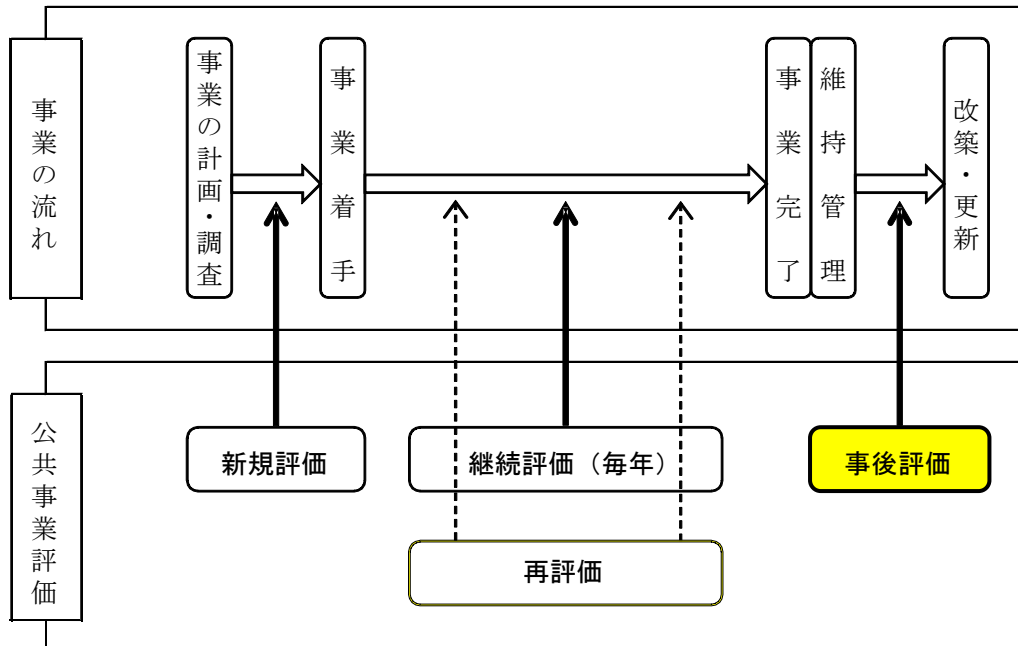 事業の流れ
事業の計画・調査
事業着手
事業完了
維持管理
改築・更新
公共事業評価
新規評価
継続評価（毎年）
事後評価
再評価